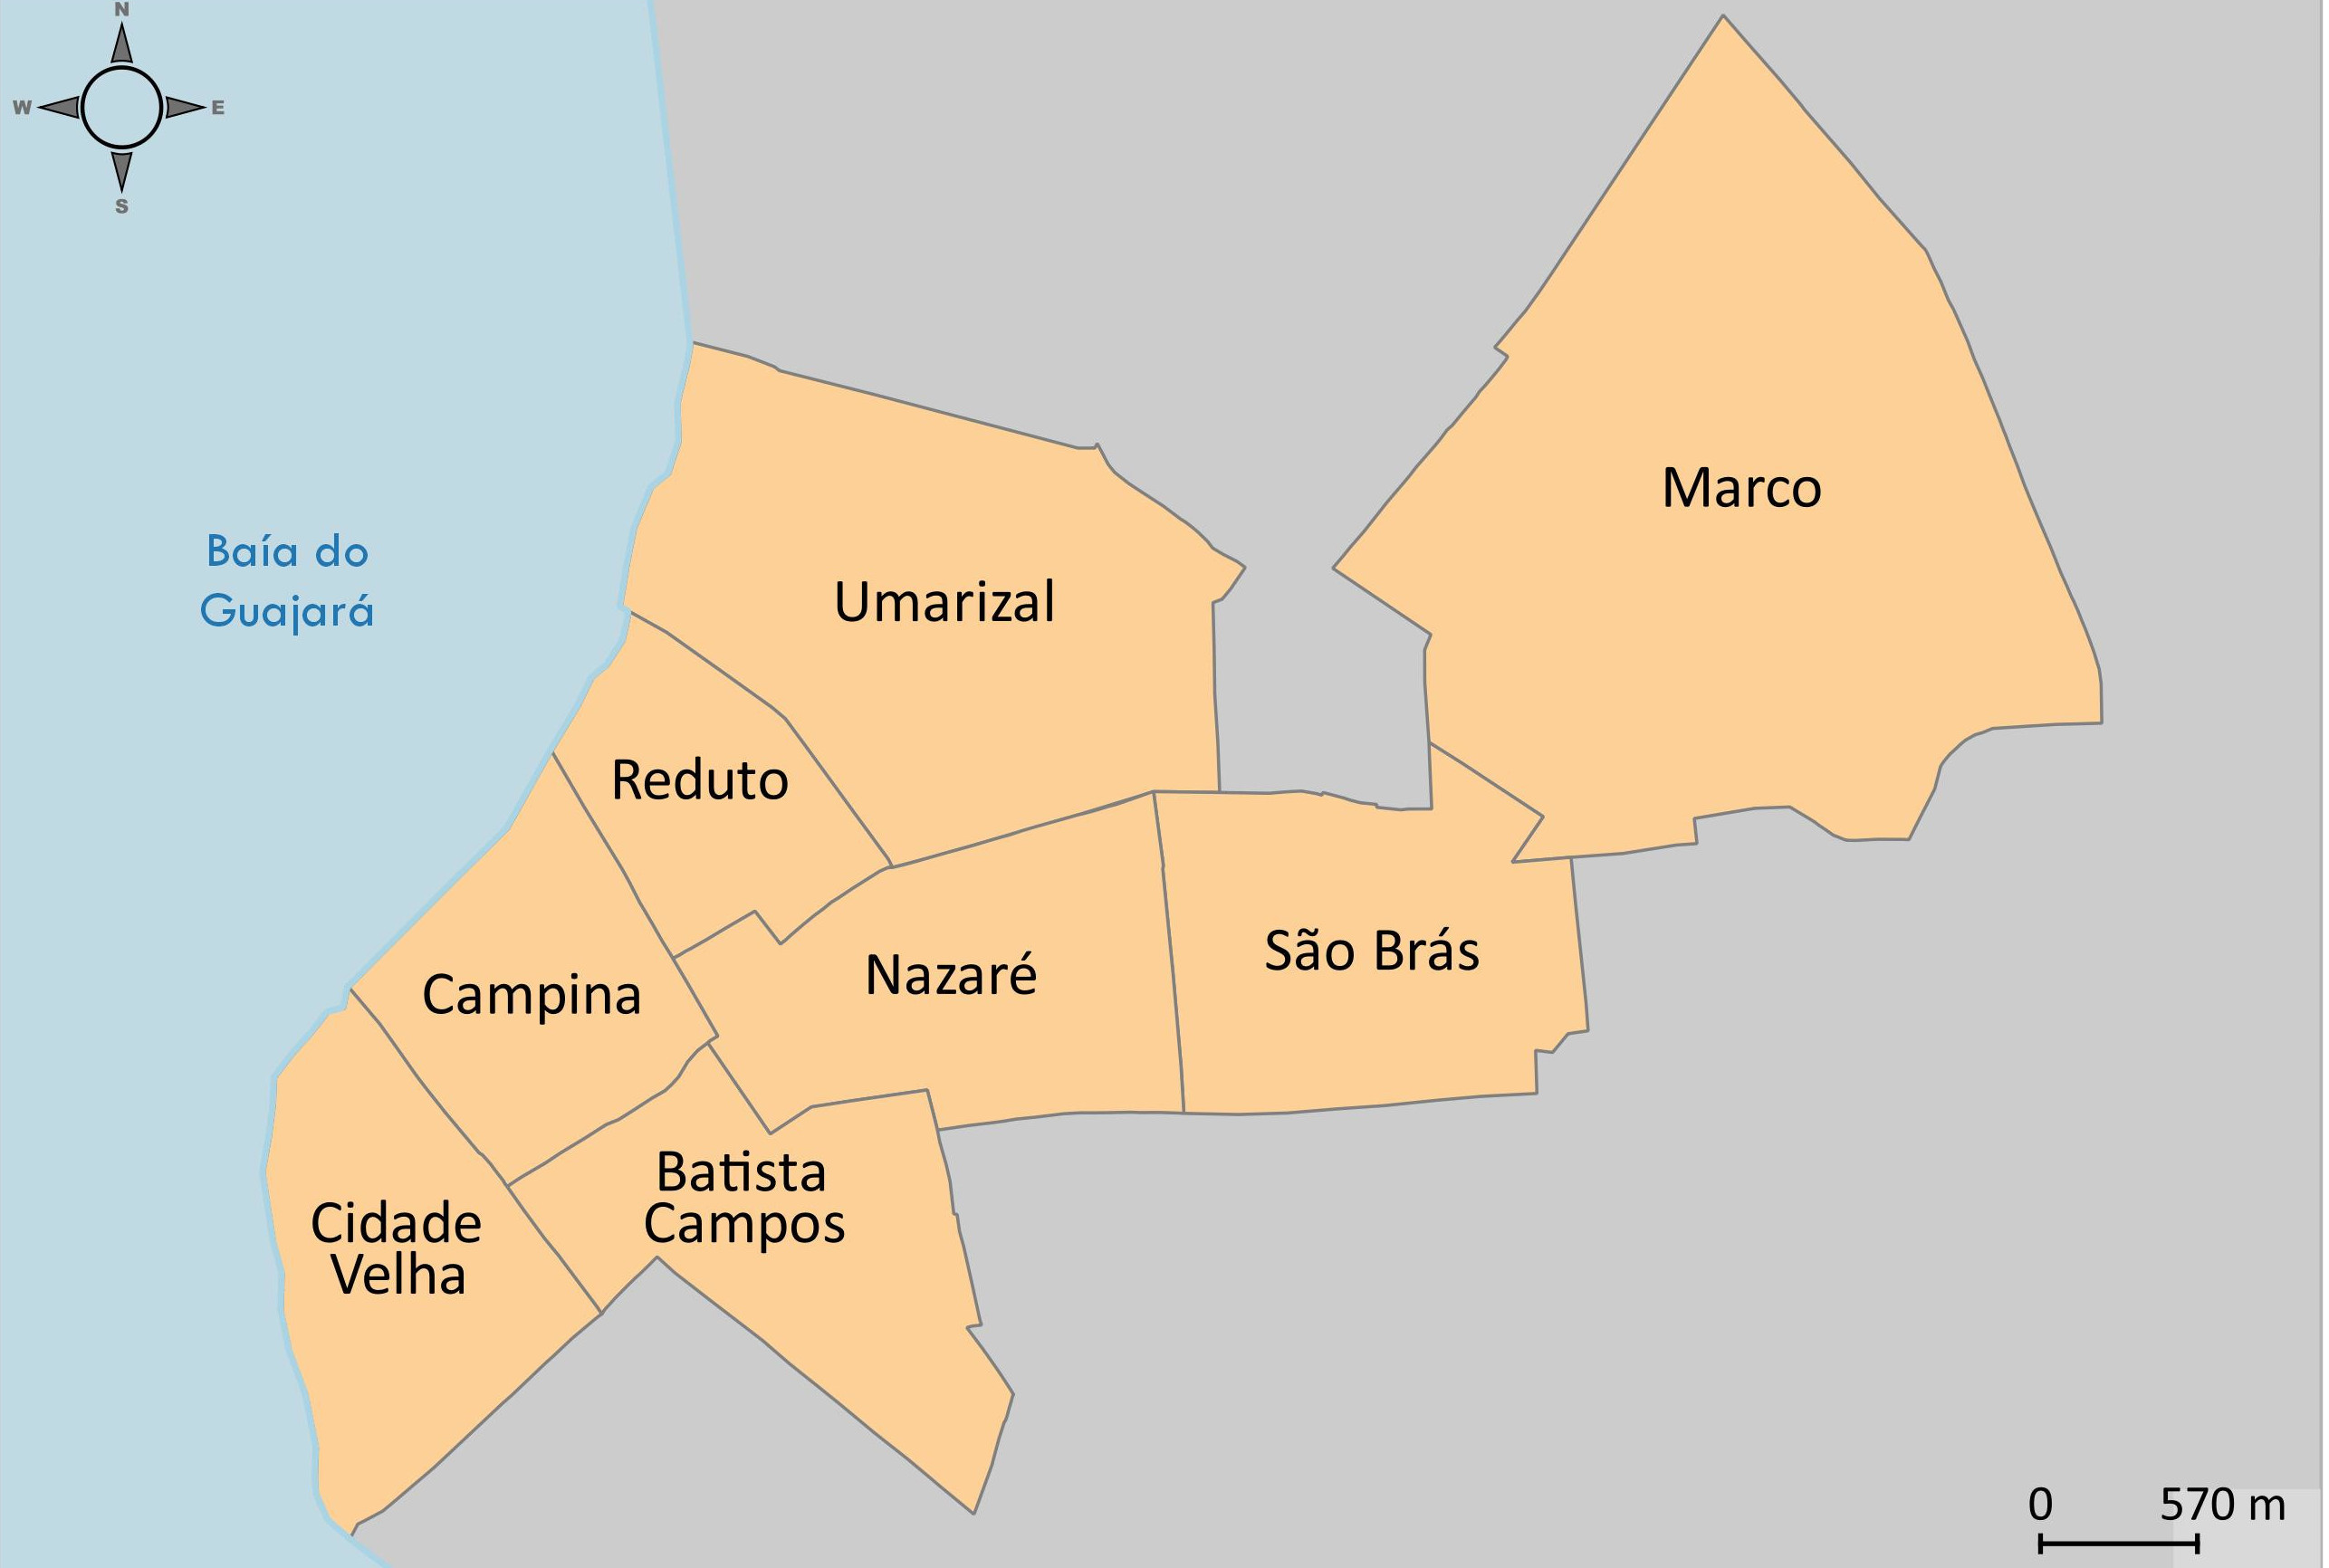 N
W
E
S
Marco
Baía do
Guajará
Umarizal
Reduto
São Brás
Nazaré
Campina
Batista
Campos
Cidade
Velha
0
570 m